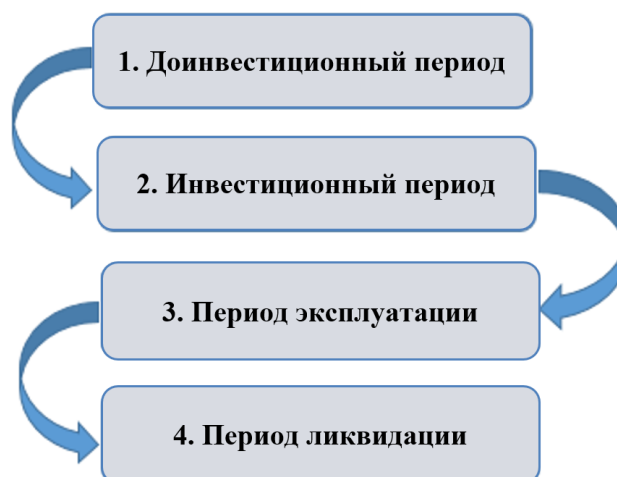 1. Доинвестиционный период
2. Инвестиционный период
3. Период эксплуатации
4. Период ликвидации